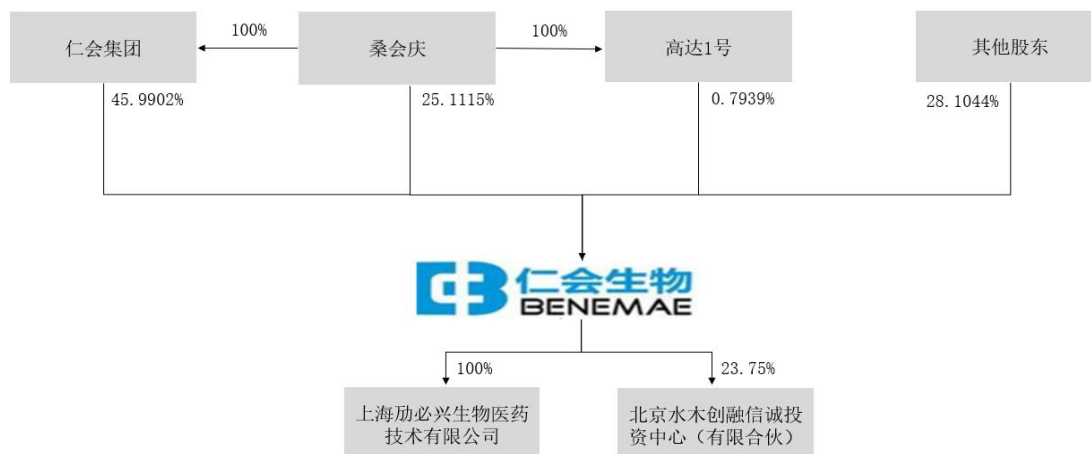 100%
100%
仁会集团
桑会庆
高达1号
其他股东
45.9902%
25.1115%
0.7939%
28.1044%
仁会生物
BENEMAE
100%
23.75%
上海劢必兴生物医药
技术有限公司
北京水木创融信诚投
资中心（有限合伙）